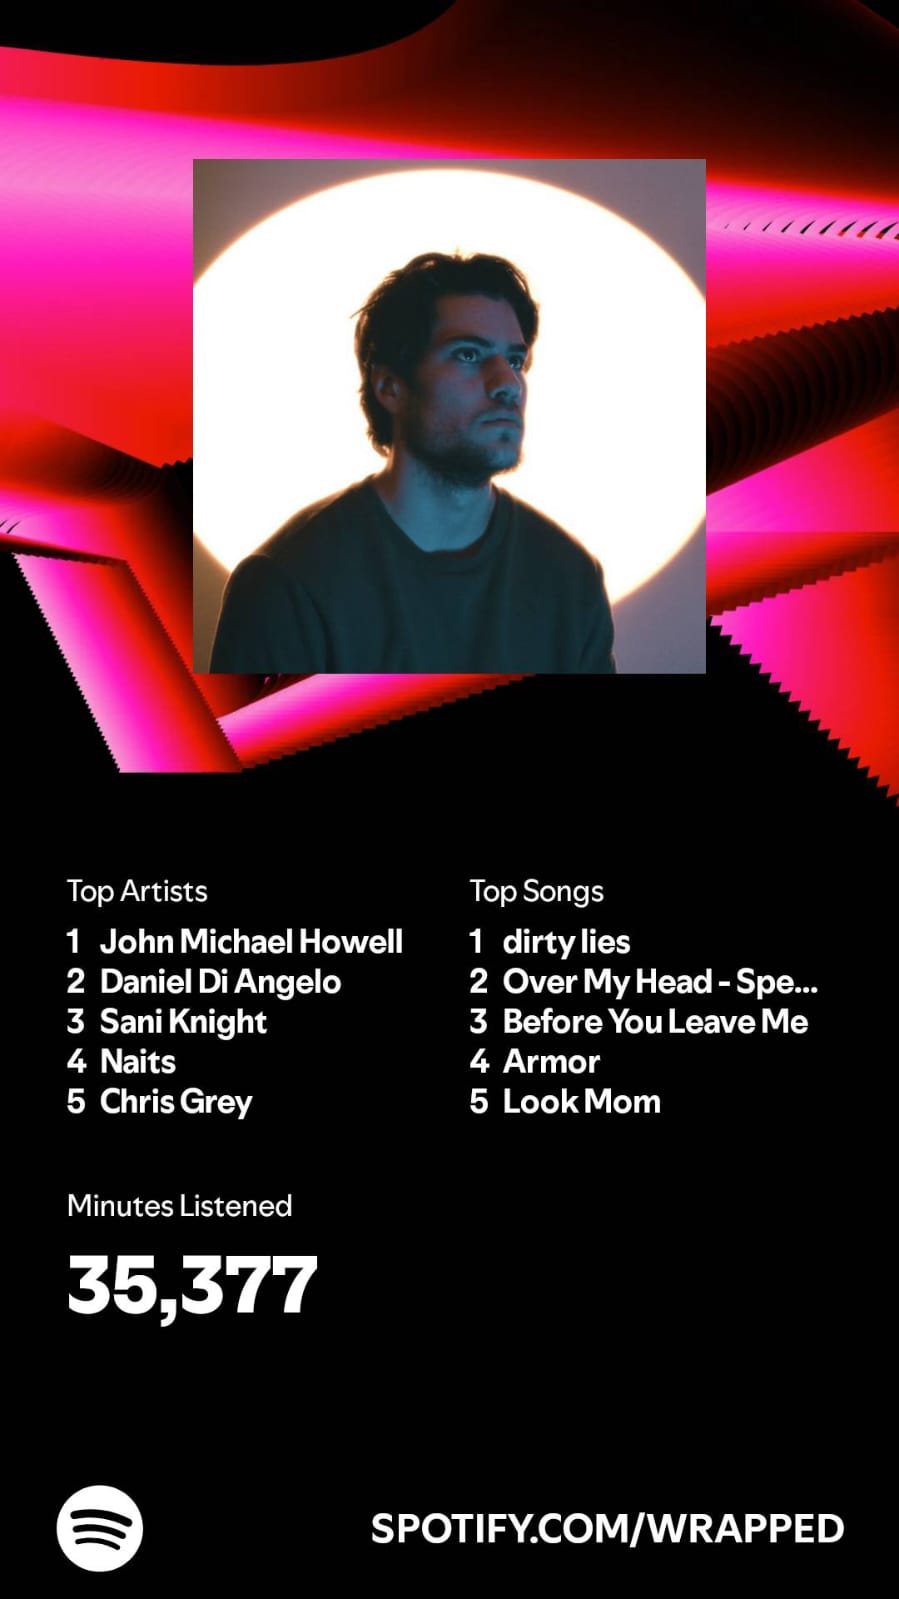 Top Artists
1 John Michael Howell
2 Daniel Di Angelo
3 Sani Knight
4 Naits
5 Chris Grey
Top Songs
1 dirty lies
2 Over My Head - Spe...
3 Before You Leave Me
4 Armor
5 Look Mom
Minutes Listened
35,377
SPOTIFY.COM/WRAPPED